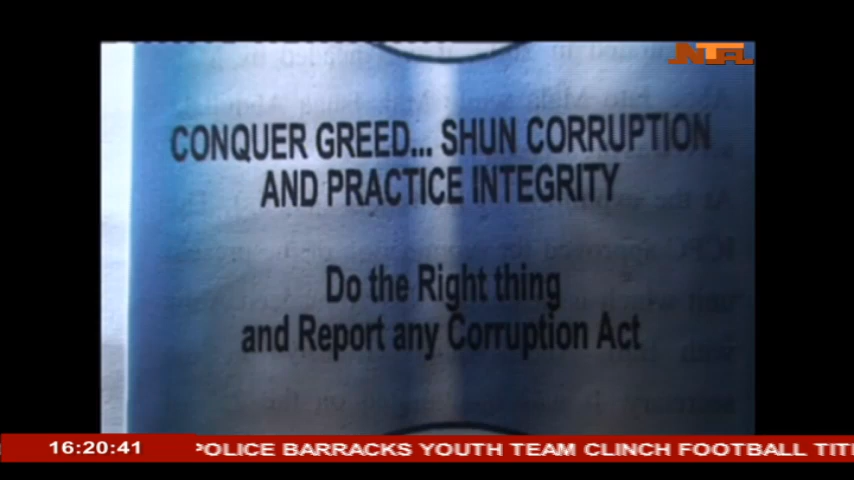 NTA
CONQUER GREED... SHUN CORRUPTION
AND PRACTICE INTEGRITY
Do the Right thing
and Report any Corruption Act
16:20:41
POLICE BARRACKS YOUTH TEAM CLINCH FOOTBALL